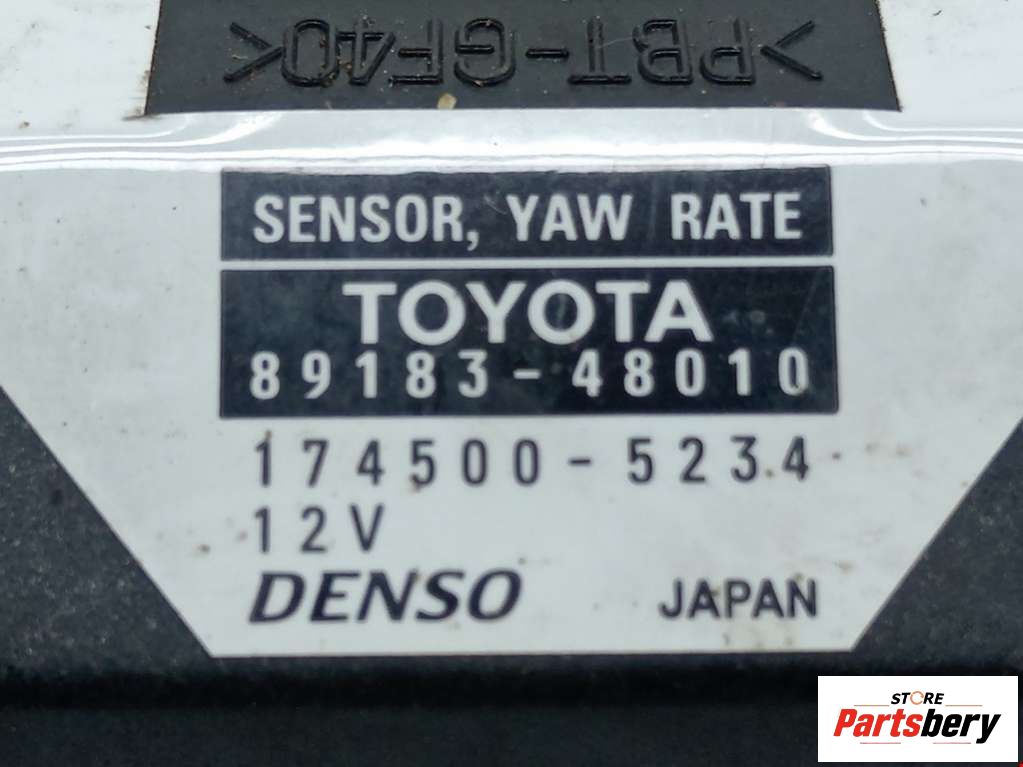 >PBT-GF40<
SENSOR, YAW RATE
TOYOTA
89183-48010
174500-5234
12V
DENSO JAPAN
STORE
Partsbery